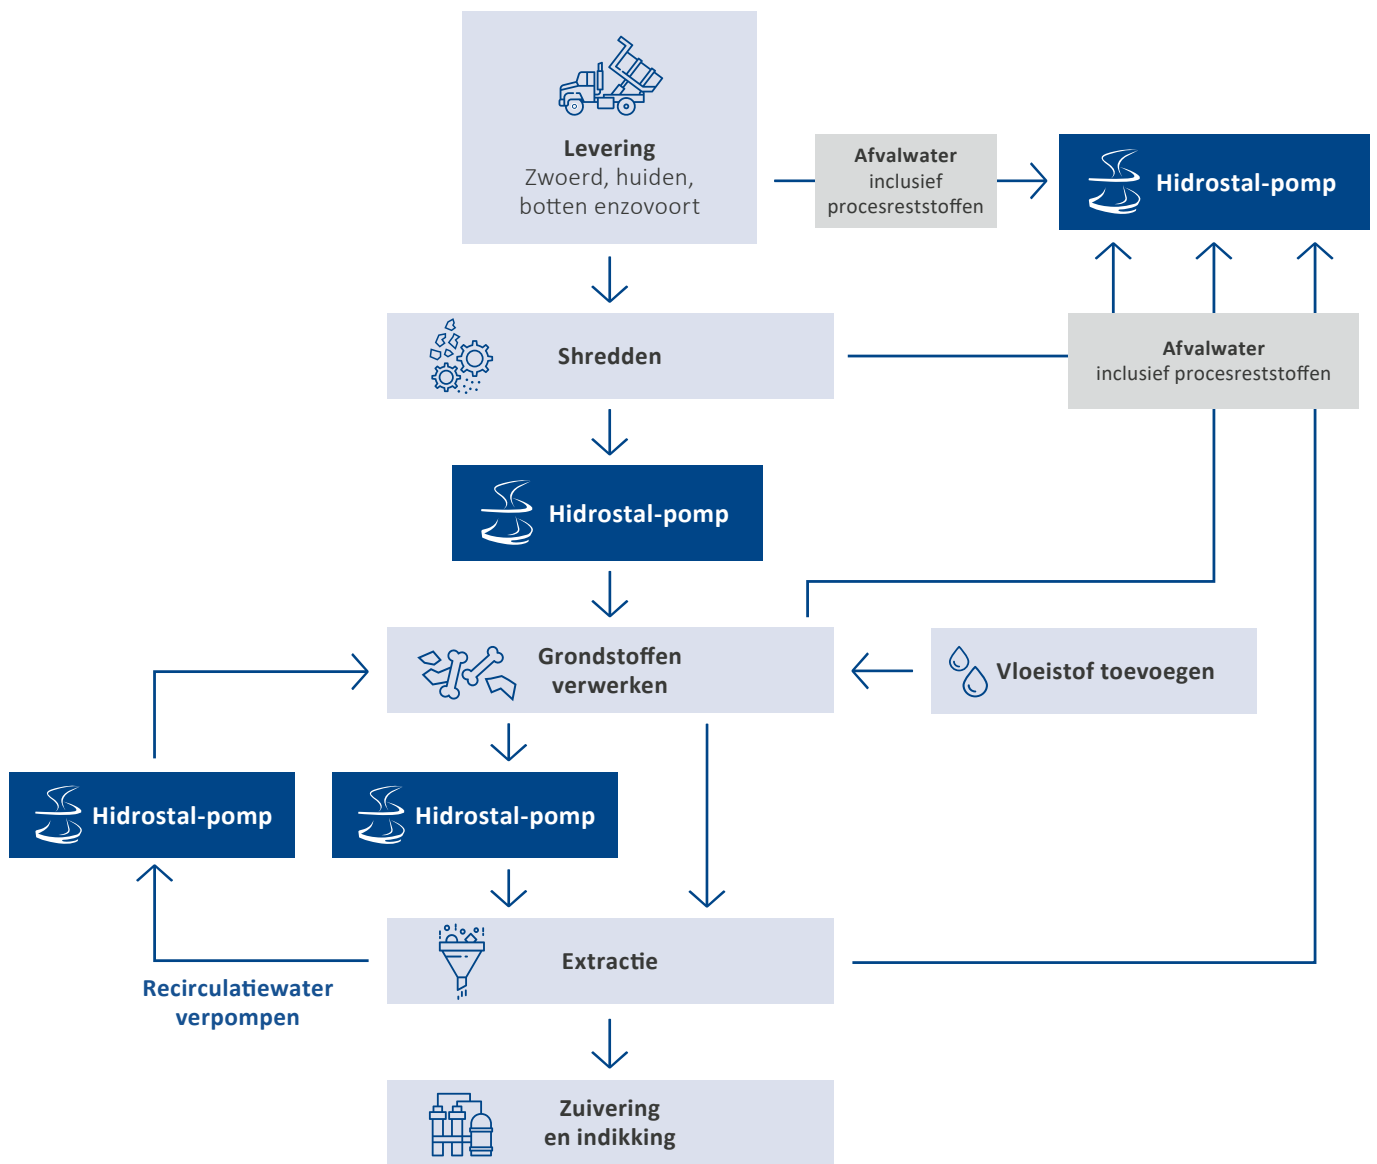 Levering
Zwoerd, huiden,
botten enzovoort
Afvalwater
inclusief
procesreststoffen
Hidrostal-pomp
Shredden
Afvalwater
inclusief procesreststoffen
Hidrostal-pomp
Grondstoffen
verwerken
Vloeistof toevoegen
Hidrostal-pomp
Hidrostal-pomp
Extractie
Recirculatiewater
verpompen
Zuivering
en indikking